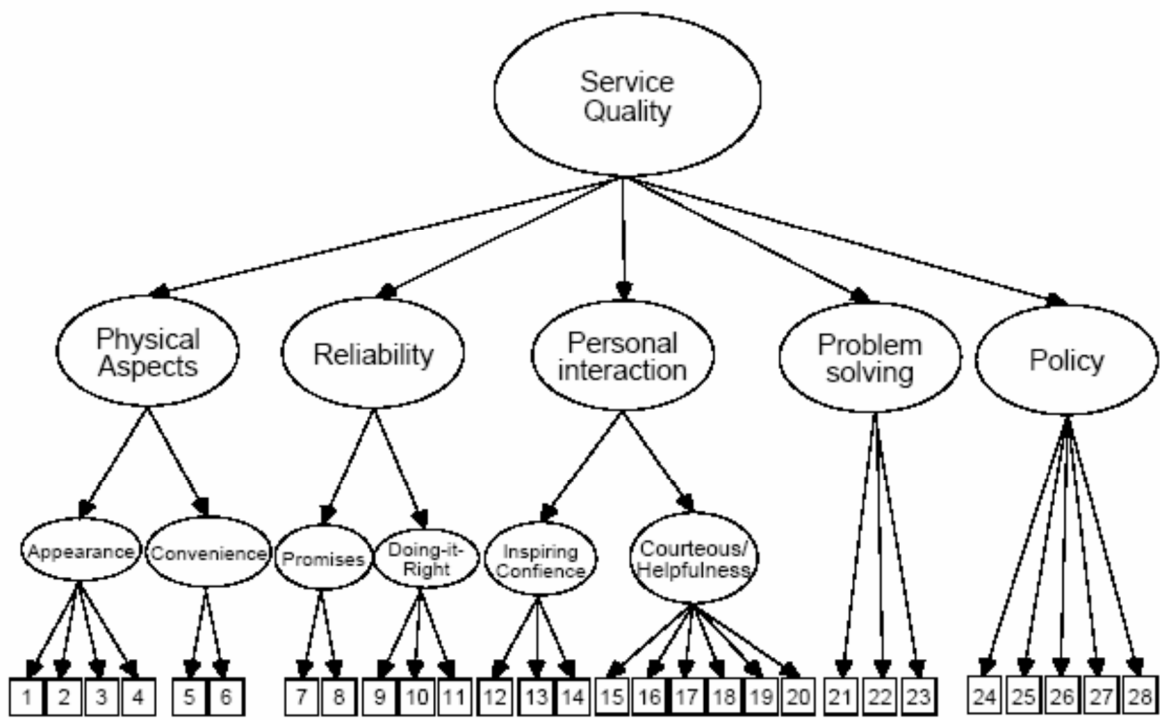 Service
Quality
Physical
Aspects
Reliability
Personal
interaction
Problem
solving
Policy
Appearance
Convenience
Promises
Doing-it-
Right
Inspiring
Confience
Courteous/
Helpfulness
1 2 3 4 5 6 7 8 9 10 11 12 13 14 15 16 17 18 19 20 21 22 23 24 25 26 27 28